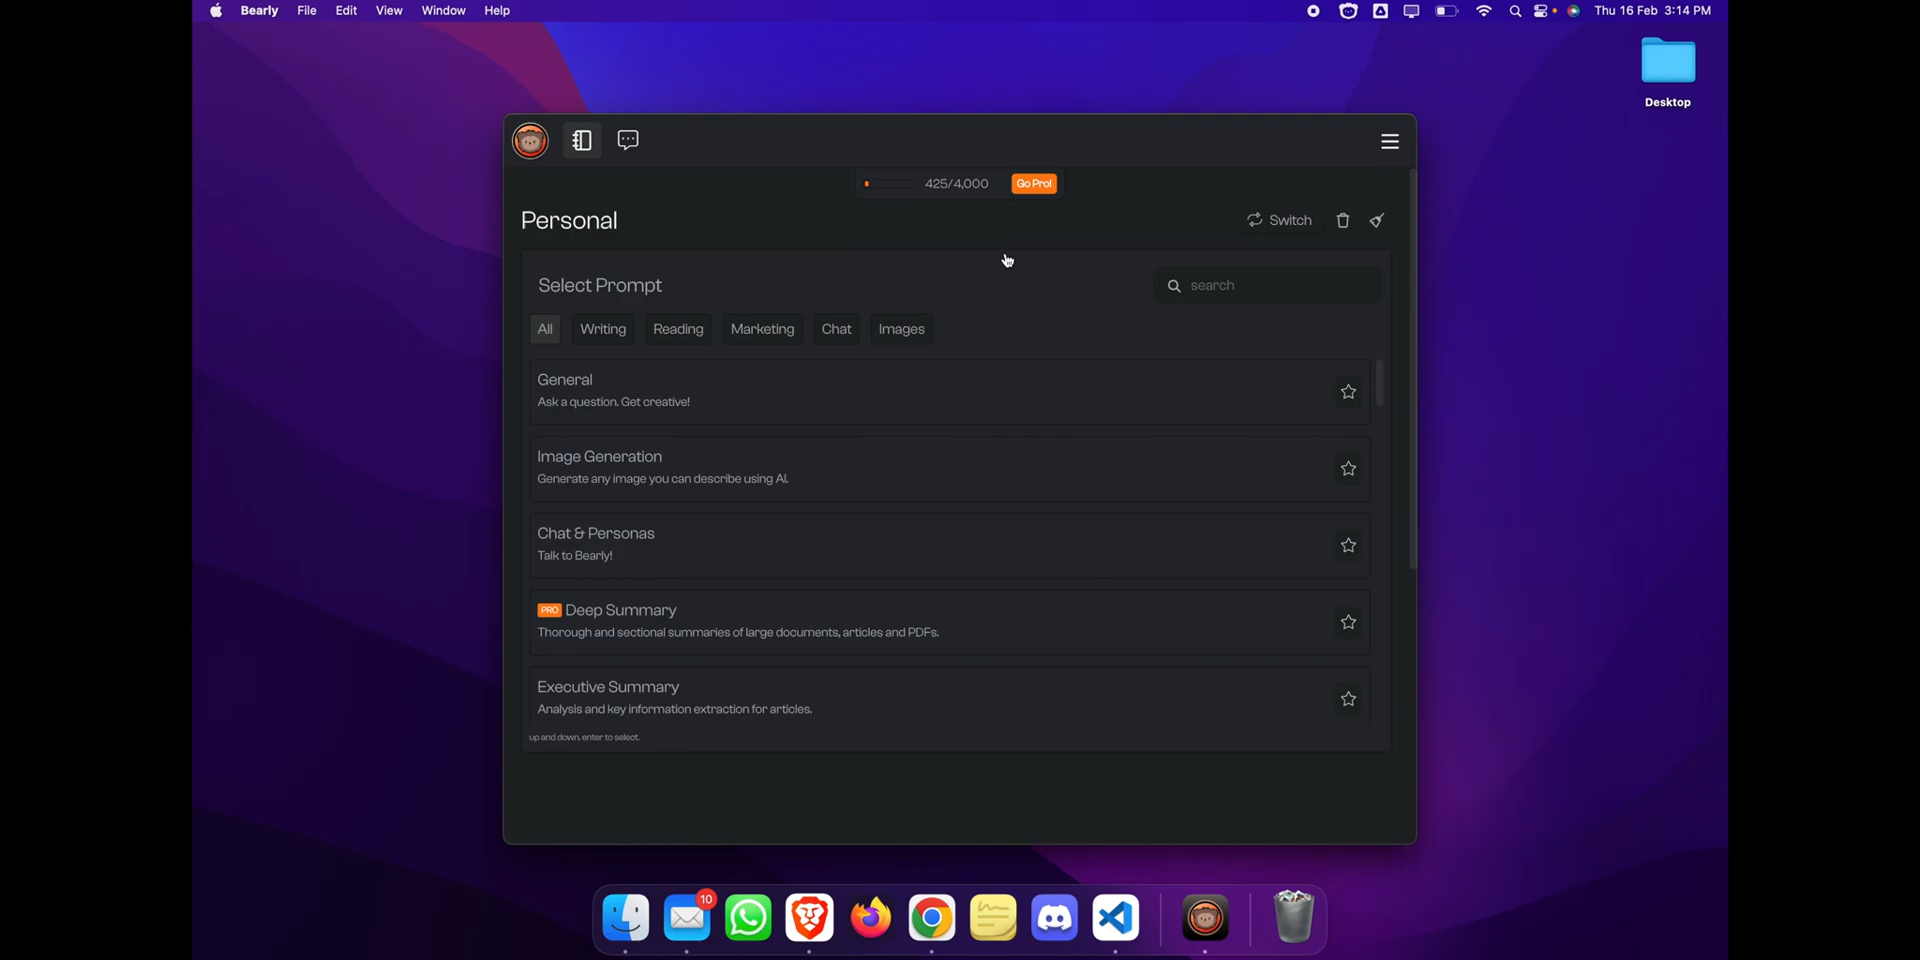 Bearly File Edit View Window Help Thu 16 Feb 3:14 PM
Desktop
425/4,000 Go Pro!
Personal Switch
Select Prompt search
All Writing Reading Marketing Chat Images
General
Ask a question. Get creative!
Image Generation
Generate any image you can describe using AI.
Chat & Personas
Talk to Bearly!
PRO Deep Summary
Thorough and sectional summaries of large documents, articles and PDFs.
Executive Summary
Analysis and key information extraction for articles.
up and down. enter to select.
10